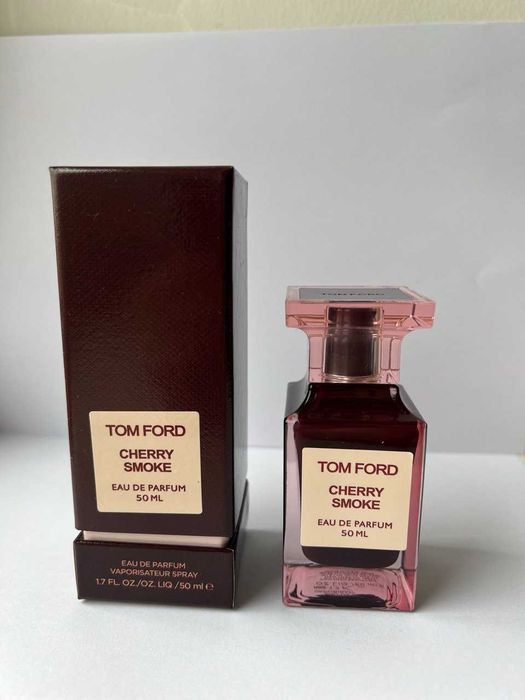 TOM FORD
CHERRY
SMOKE
EAU DE PARFUM
50 ML
EAU DE PARFUM
VAPORISATEUR SPRAY
1.7 FL. OZ./OZ. LIQ /50 ml e
TOM FORD
TOM FORD
CHERRY
SMOKE
EAU DE PARFUM
50 ML